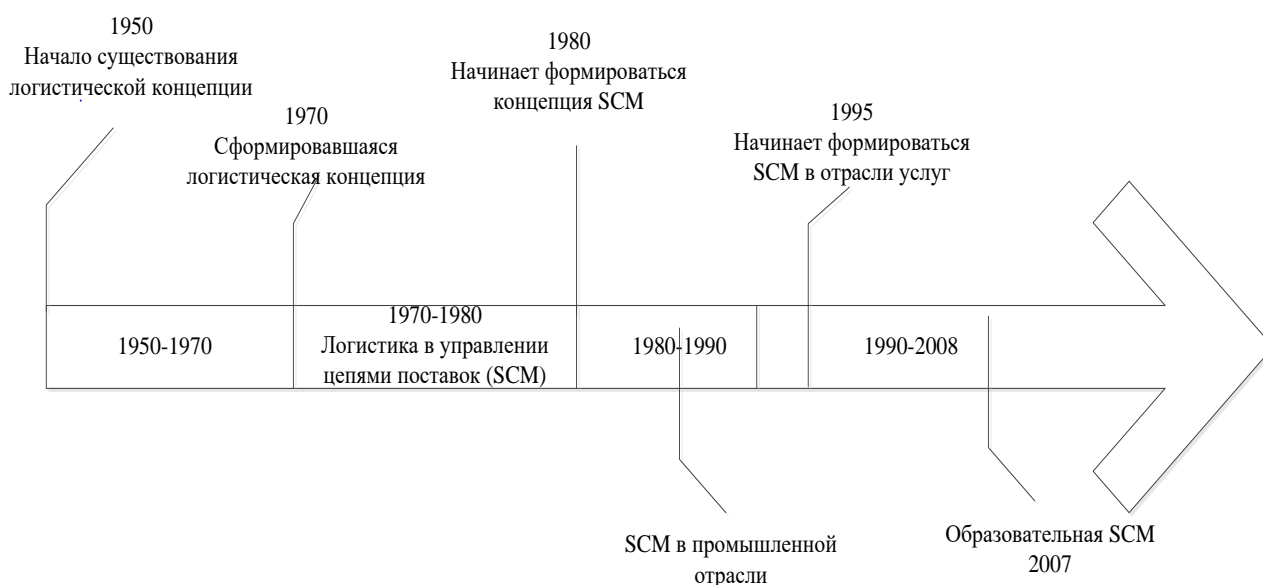 1950
Начало существования
логистической концепции
1970
Сформировавшаяся
логистическая концепция
1980
Начинает формироваться
концепция SCM
1995
Начинает формироваться
SCM в отрасли услуг
1950-1970
1970-1980
Логистика в управлении
цепями поставок (SCM)
1980-1990
1990-2008
SCM в промышленной
отрасли
Образовательная SCM
2007